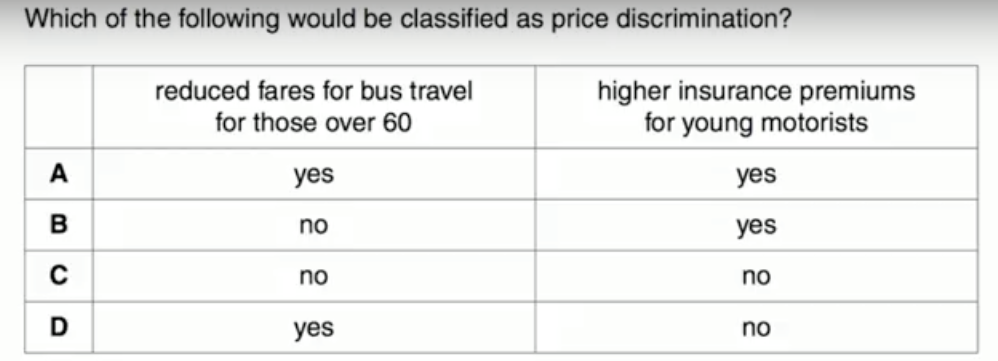 Which of the following would be classified as price discrimination?
reduced fares for bus travel
for those over 60
higher insurance premiums
for young motorists
A yes yes
B no yes
C no no
D yes no